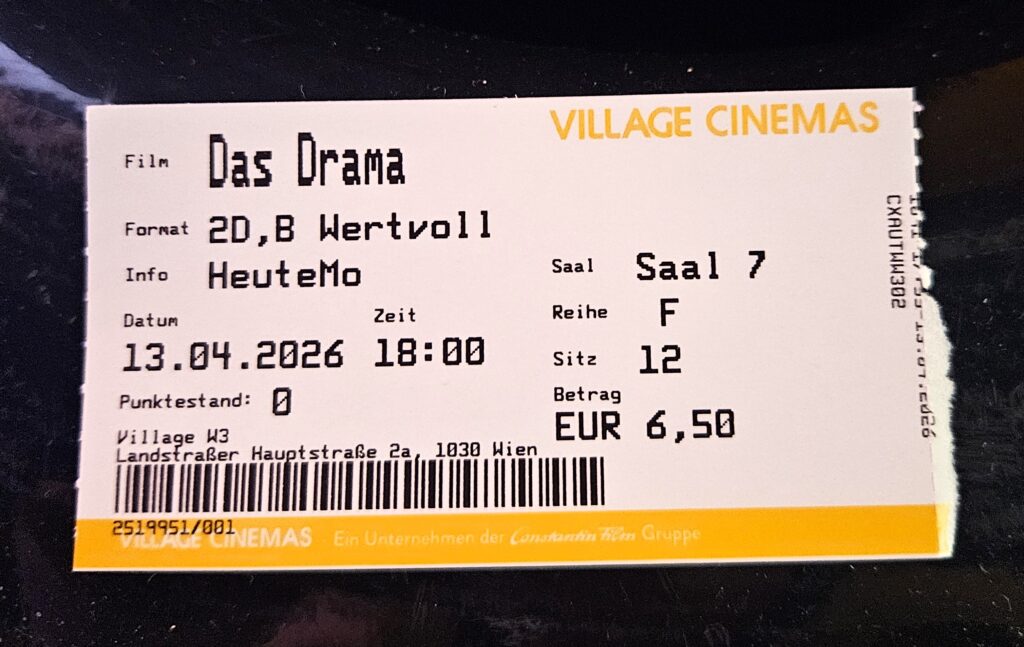 VILLAGE CINEMAS
Film Das Drama
Format 2D,B Wertvoll
Info HeuteMo
Saal Saal 7
Datum Zeit
Reihe F
13.04.2026 18:00
Sitz 12
Punktestand: 0
Betrag
EUR 6,50
Village W3
Landstraßer Hauptstraße 2a, 1030 Wien
2519951/001
VILLAGE CINEMAS - Ein Unternehmen der Constantin Film Gruppe
CXAUTWW302